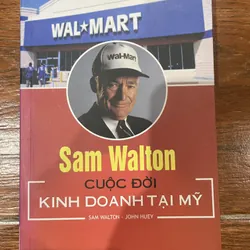 WAL★MART
Wal-Mart
Sam Walton
CUỘC ĐỜI
KINH DOANH TẠI MỸ
SAM WALTON - JOHN HUEY